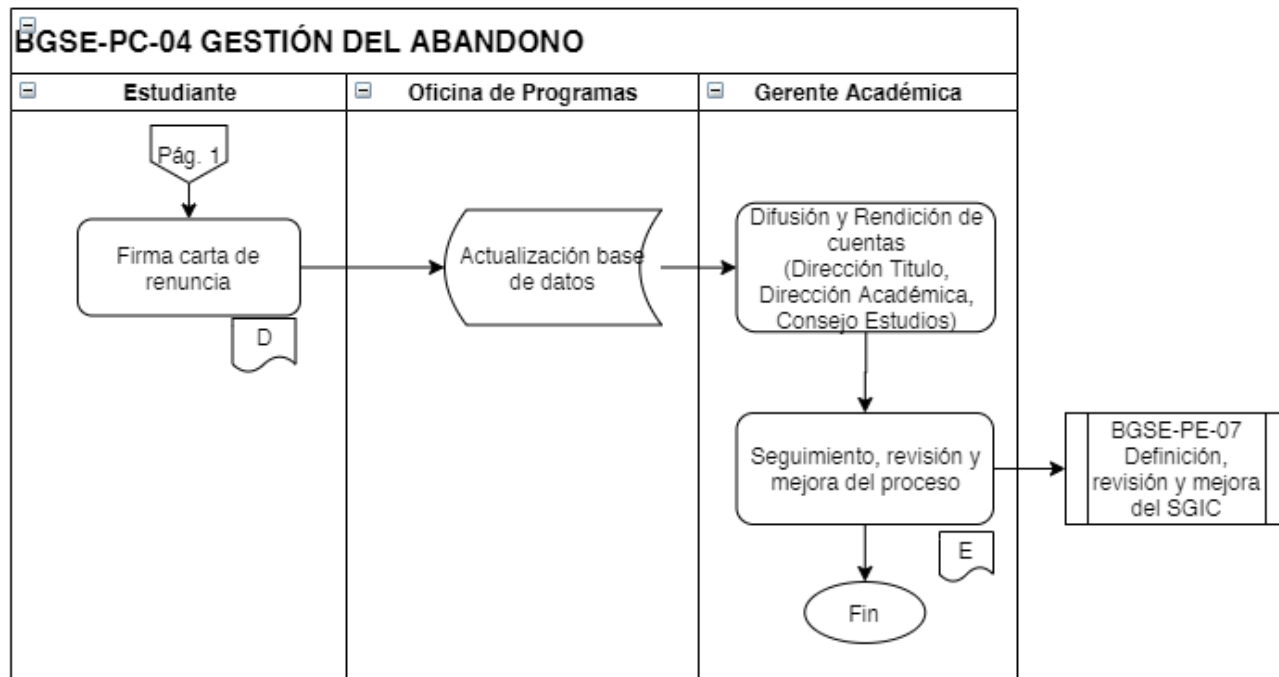 BGSE-PC-04 GESTIÓN DEL ABANDONO
Estudiante
Oficina de Programas
Gerente Académica
Pág. 1
Firma carta de
renuncia
D
Actualización base
de datos
Difusión y Rendición de
cuentas
(Dirección Titulo,
Dirección Académica,
Consejo Estudios)
Seguimiento, revisión y
mejora del proceso
E
Fin
BGSE-PE-07
Definición,
revisión y mejora
del SGIC